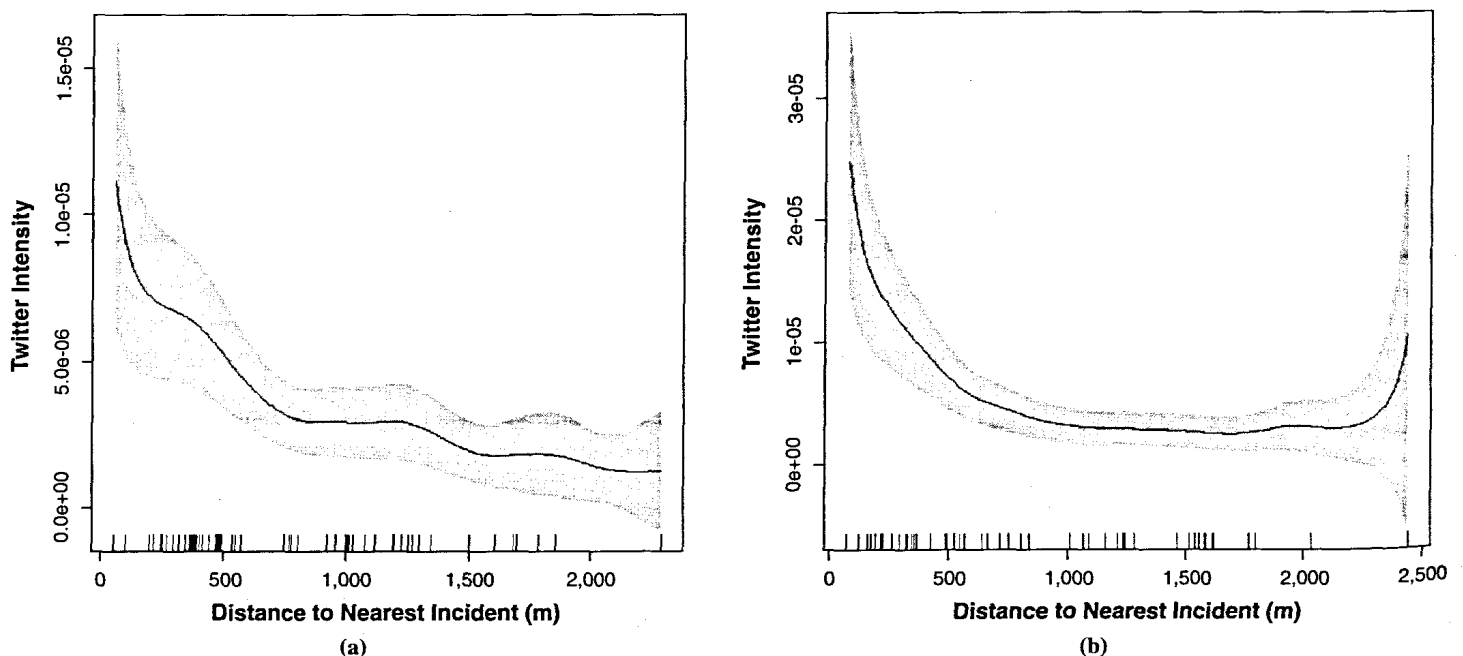 Twitter Intensity
1.5e-05
1.0e-05
5.0e-06
0.0e+00
0
500
1,000
1,500
2,000
Distance to Nearest Incident (m)
(a)
Twitter Intensity
3e-05
2e-05
1e-05
0e+00
0
500
1,000
1,500
2,000
2,500
Distance to Nearest Incident (m)
(b)